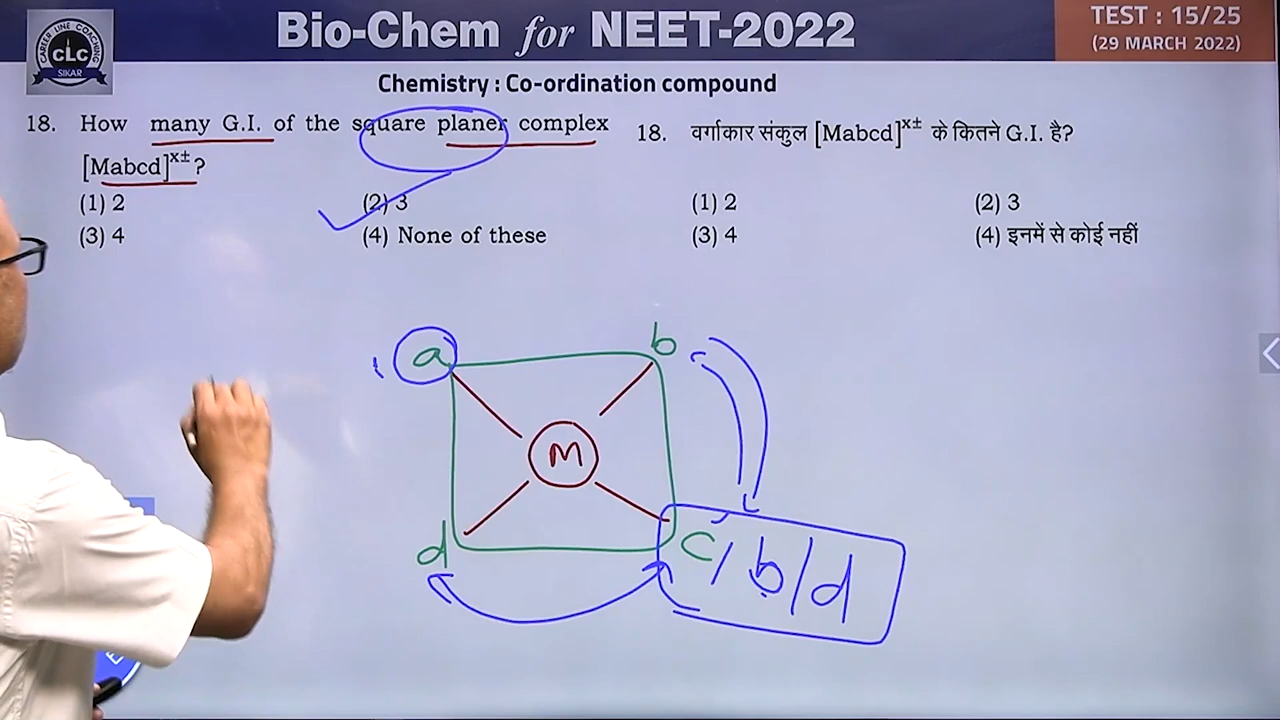 Bio-Chem for NEET-2022
TEST : 15/25
(29 MARCH 2022)
CAREER LINE COACHING
CLC
SIKAR
Chemistry : Co-ordination compound
18. How many G.I. of the square planer complex
[Mabcd]x± ?
(1) 2
(2) 3
(3) 4
(4) None of these
18. वर्गाकार संकुल [Mabcd]x± के कितने G.I. है?
(1) 2
(2) 3
(3) 4
(4) इनमें से कोई नहीं
a
b
M
d
c / b / d